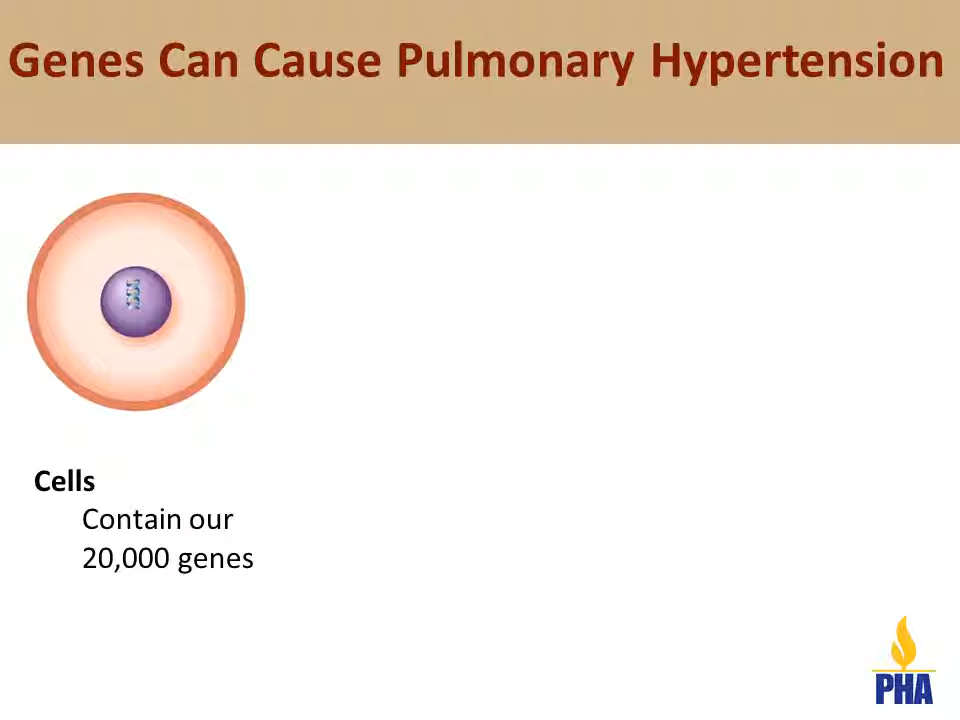 Genes Can Cause Pulmonary Hypertension
Cells
Contain our
20,000 genes
PHA